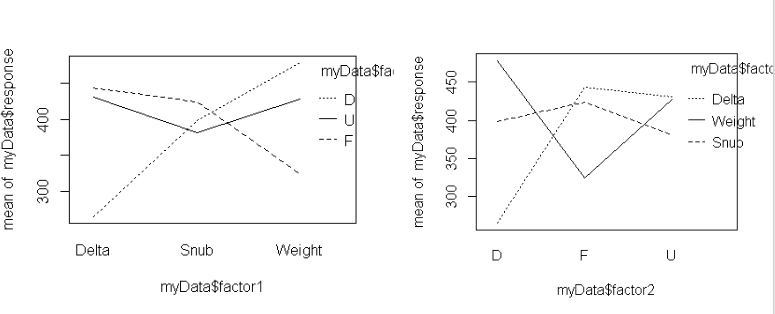 mean of myData$response
400
300
myData$fac
D
U
F
Delta Snub Weight
myData$factor1
mean of myData$response
450
400
350
300
myData$facto
Delta
Weight
Snub
D F U
myData$factor2